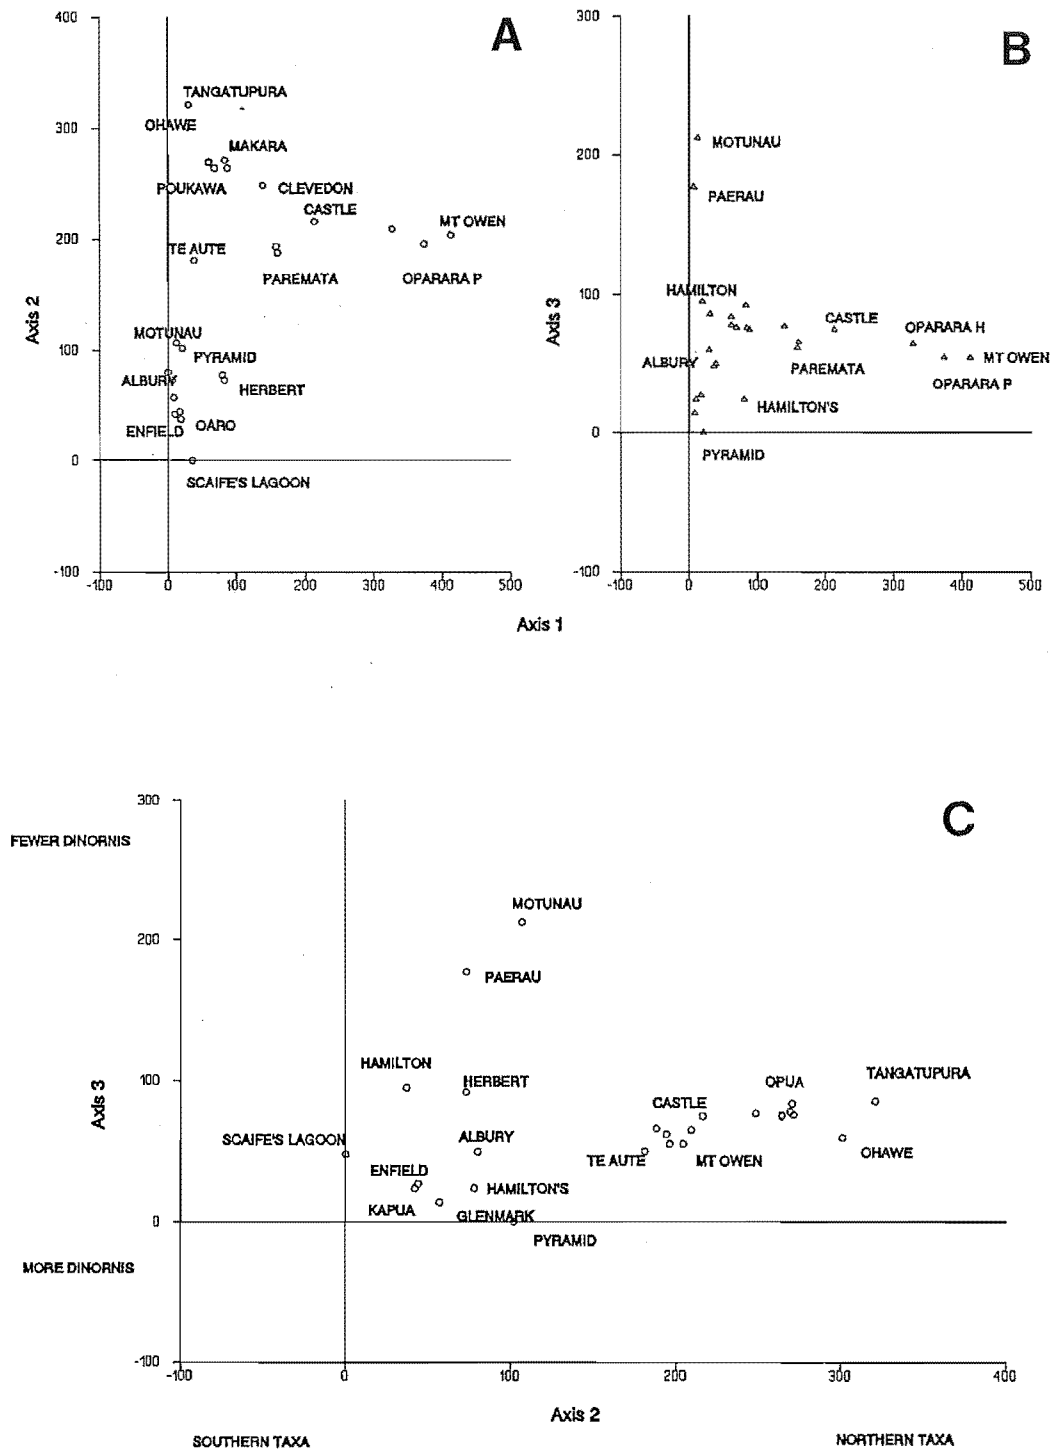 A
400
TANGATUPURA
300
OHAWE
MAKARA
POUKAWA
CLEVEDON
CASTLE
MT OWEN
200
TE AUTE
PAREMATA
OPARARA P
Axis 2
MOTUNAU
100
PYRAMID
ALBURY
HERBERT
ENFIELD
OARO
0
SCAIFE'S LAGOON
-100
-100 0 100 200 300 400 500
B
300
MOTUNAU
200
PAERAU
HAMILTON
100
CASTLE
OPARARA H
Axis 3
ALBURY
PAREMATA
MT OWEN
OPARARA P
HAMILTON'S
0
PYRAMID
-100
-100 0 100 200 300 400 500
Axis 1
C
300
FEWER DINORNIS
MOTUNAU
200
PAERAU
HAMILTON
HERBERT
OPUA
TANGATUPURA
100
CASTLE
Axis 3
SCAIFE'S LAGOON
ALBURY
TE AUTE
MT OWEN
OHAWE
ENFIELD
HAMILTON'S
KAPUA
GLENMARK
0
PYRAMID
MORE DINORNIS
-100
-100 0 100 200 300 400
Axis 2
SOUTHERN TAXA
NORTHERN TAXA